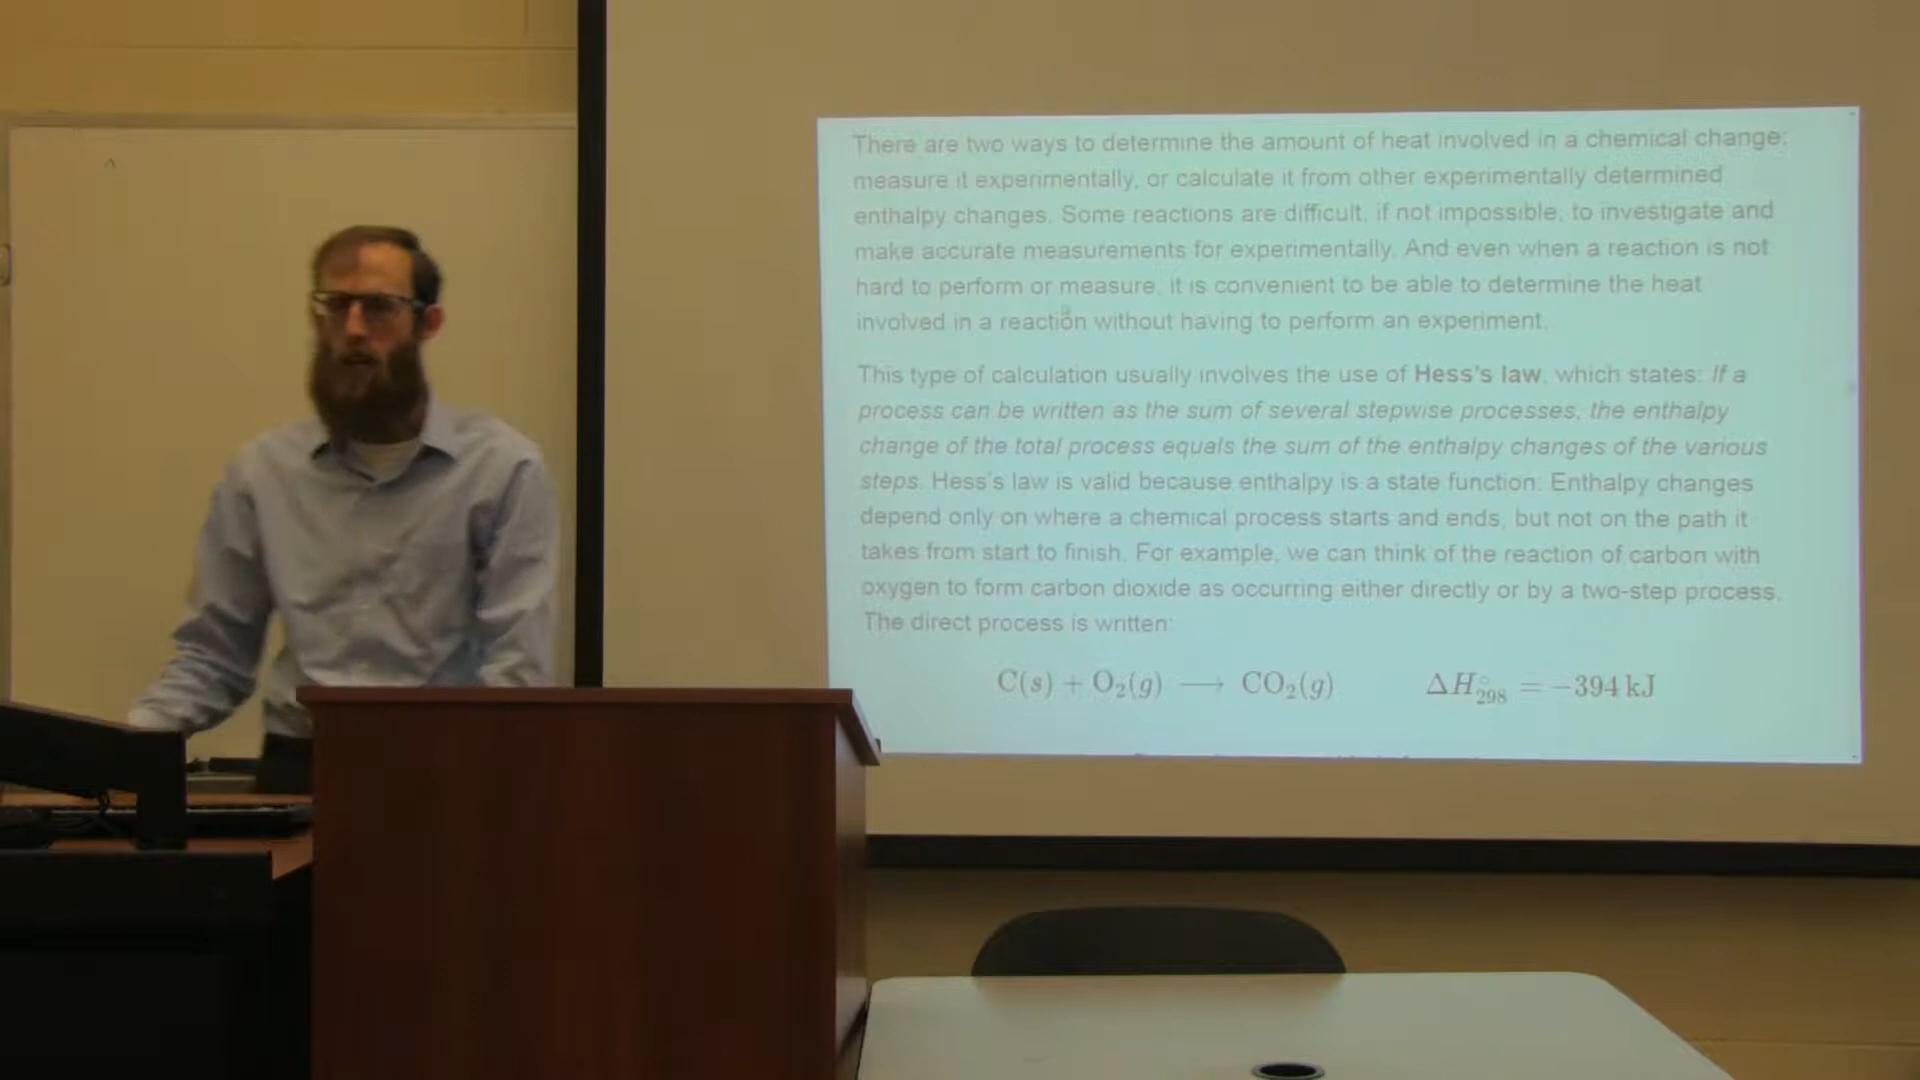 There are two ways to determine the amount of heat involved in a chemical change:
measure it experimentally, or calculate it from other experimentally determined
enthalpy changes. Some reactions are difficult, if not impossible, to investigate and
make accurate measurements for experimentally. And even when a reaction is not
hard to perform or measure, it is convenient to be able to determine the heat
involved in a reaction without having to perform an experiment.
This type of calculation usually involves the use of Hess's law, which states: If a
process can be written as the sum of several stepwise processes, the enthalpy
change of the total process equals the sum of the enthalpy changes of the various
steps. Hess's law is valid because enthalpy is a state function: Enthalpy changes
depend only on where a chemical process starts and ends, but not on the path it
takes from start to finish. For example, we can think of the reaction of carbon with
oxygen to form carbon dioxide as occurring either directly or by a two-step process.
The direct process is written:
C(s) + O₂(g) ⟶ CO₂(g) ΔH°₂₉₈ = −394 kJ